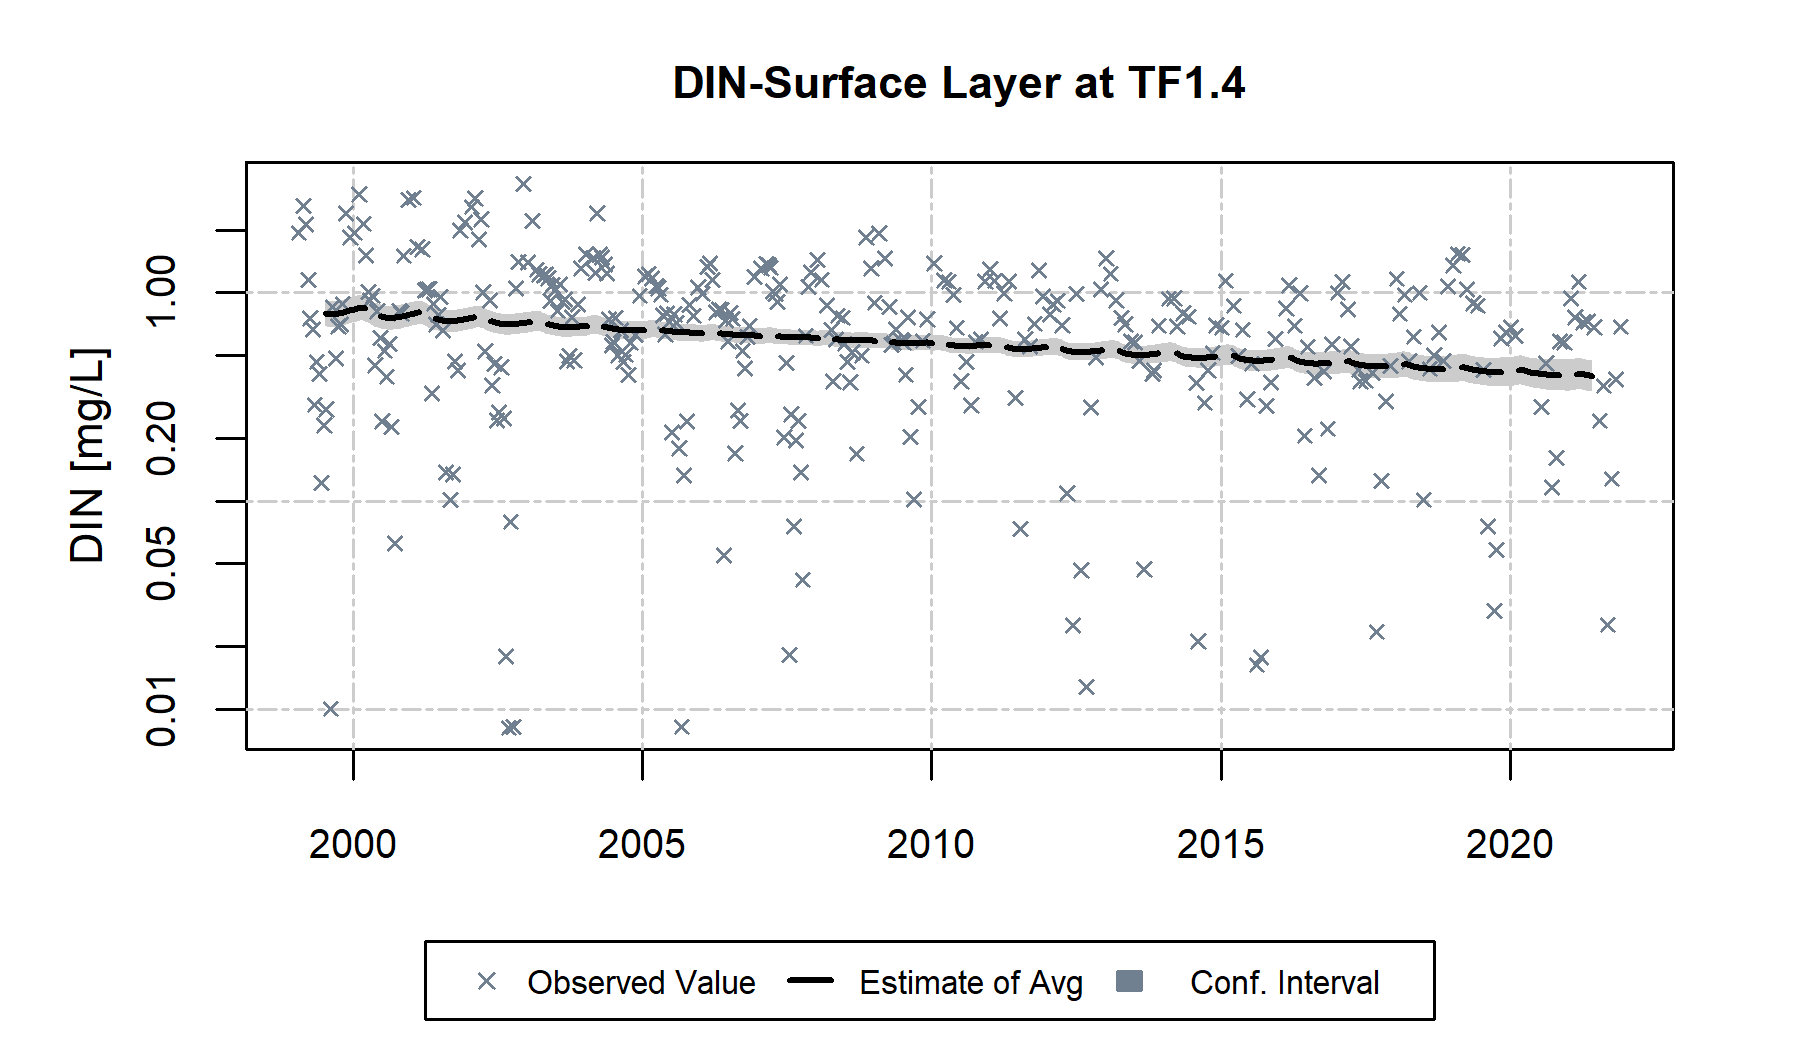 DIN-Surface Layer at TF1.4
DIN [mg/L]
1.00
0.20
0.05
0.01
2000 2005 2010 2015 2020
Observed Value Estimate of Avg Conf. Interval